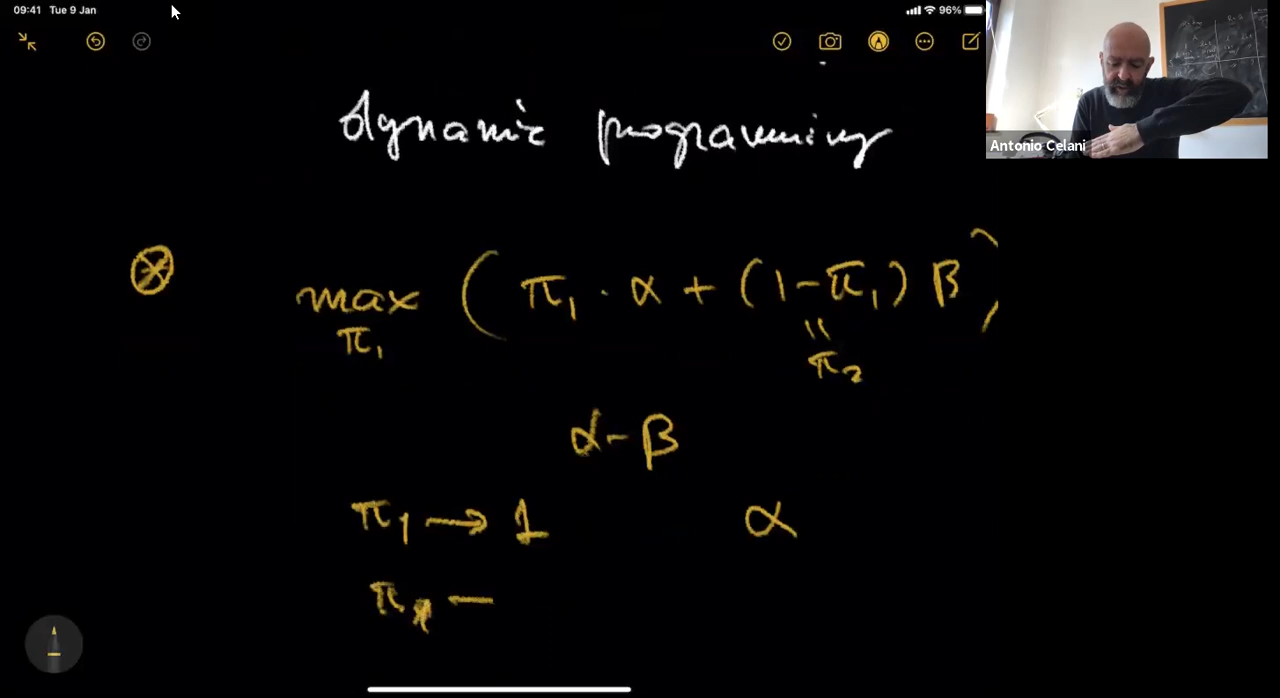 09:41 Tue 9 Jan
96%
Antonio Celani
dynamic programming
max ( π₁ · α + (1-π₁) β )
π₁
"
π₂
α - β
π₁ → 1 α